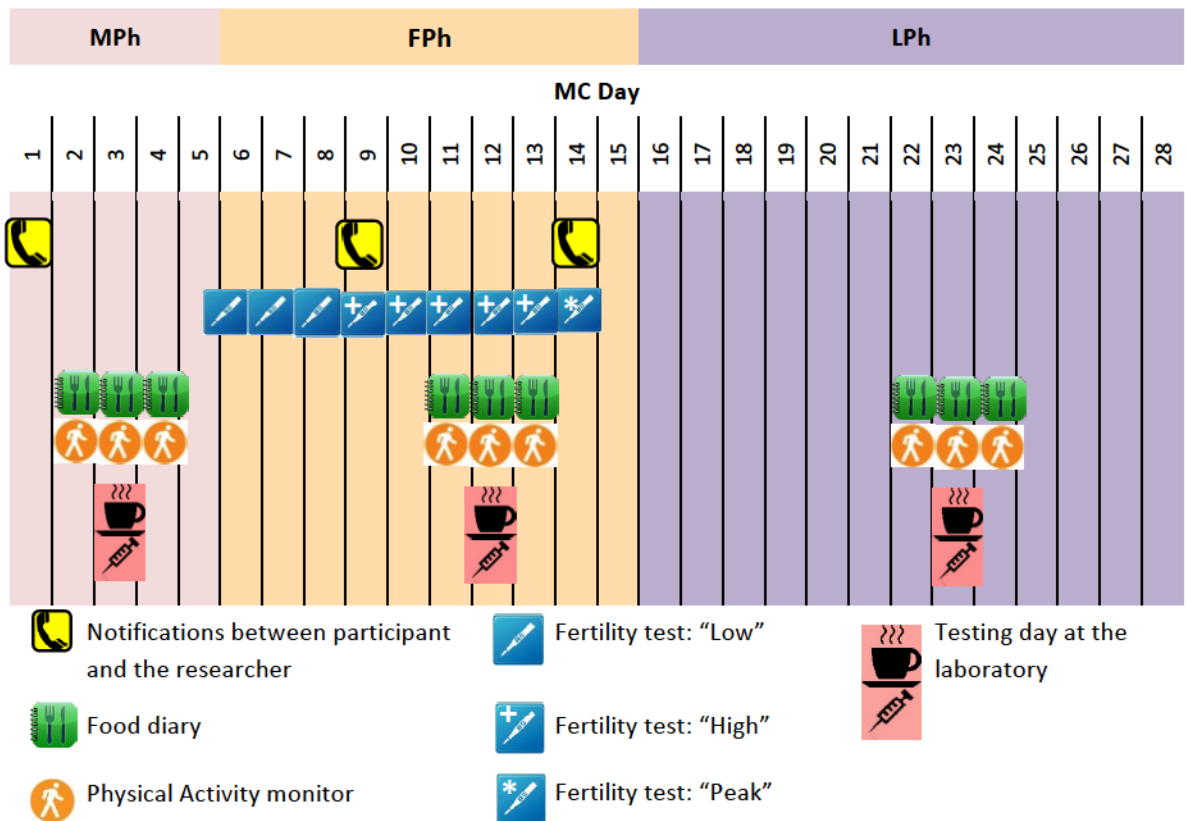 MPh FPh LPh
MC Day
1 2 3 4 5 6 7 8 9 10 11 12 13 14 15 16 17 18 19 20 21 22 23 24 25 26 27 28
Notifications between participant
and the researcher
Food diary
Physical Activity monitor
Fertility test: “Low”
Fertility test: “High”
Fertility test: “Peak”
Testing day at the
laboratory